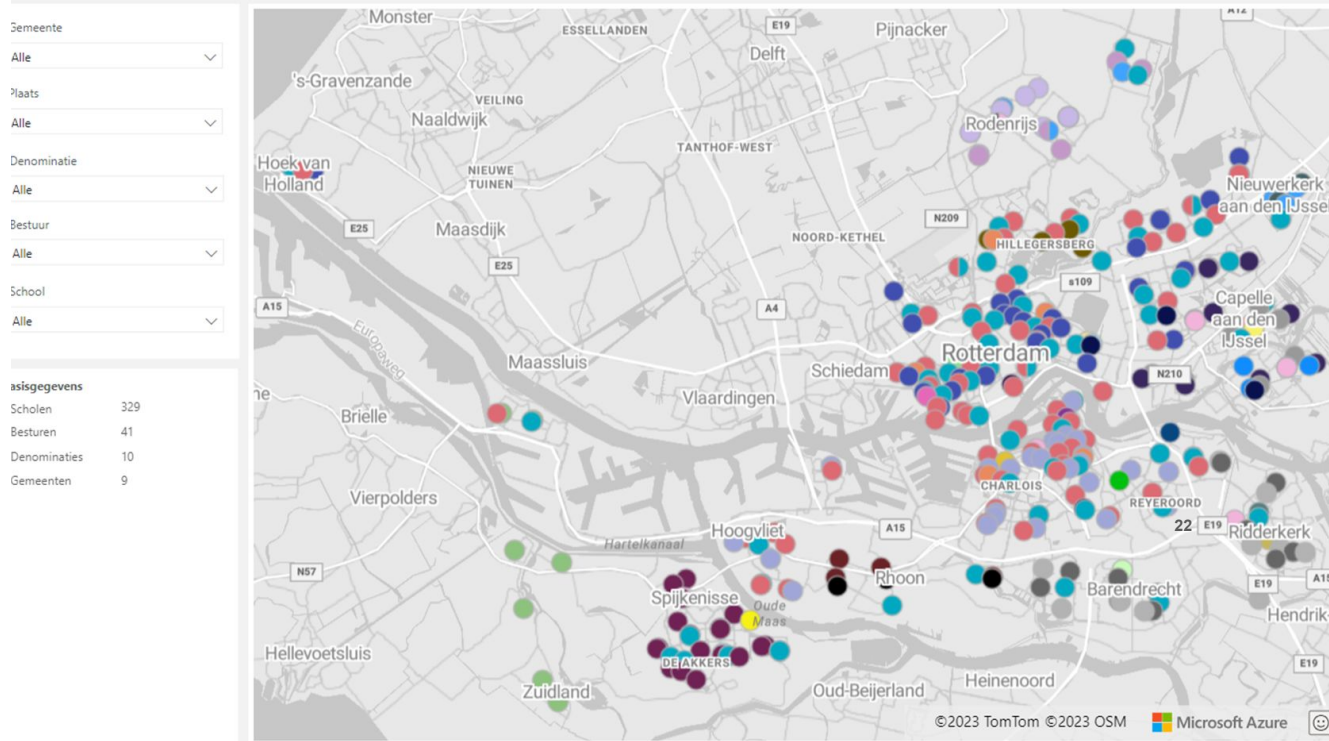 Gemeente
Alle
Plaats
Alle
Denominatie
Alle
Bestuur
Alle
School
Alle
asisgegevens
Scholen 329
Besturen 41
Denominaties 10
Gemeenten 9
Monster
ESSELLANDEN
E19
Pijnacker
A12
Delft
's-Gravenzande
VEILING
Naaldwijk
Rodenrijs
TANTHOF-WEST
Hoek van
Holland
NIEUWE
TUINEN
Nieuwerkerk
aan den IJssel
N209
E25
Maasdijk
NOORD-KETHEL
HILLEGERSBERG
E25
s109
A15
A4
Capelle
aan den
IJssel
Europaweg
Rotterdam
Maassluis
Schiedam
N210
ne
Vlaardingen
Brielle
CHARLOIS
Vierpolders
REYEROORD
Hoogvliet
A15
22
E19
Ridderkerk
Hartelkanaal
N57
Rhoon
Barendrecht
E19
A15
Spijkenisse
Oude
Maas
Hendrik-
Hellevoetsluis
DE AKKERS
E19
Zuidland
Oud-Beijerland
Heinenoord
©2023 TomTom ©2023 OSM
Microsoft Azure